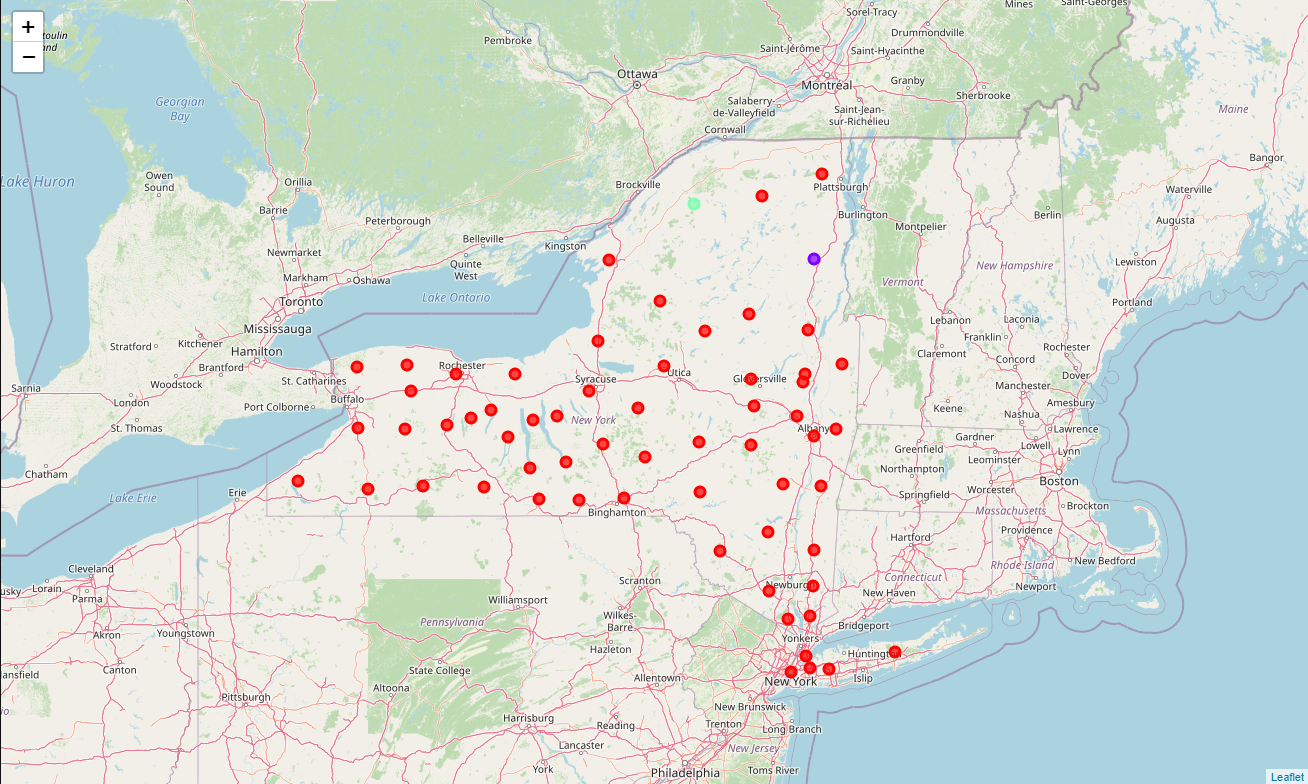 +
−
Sorel-Tracy
Mines
Saint-Georges
Drummondville
Pembroke
Saint-Jérôme
Saint-Hyacinthe
Ottawa
Montréal
Granby
Sherbrooke
Georgian
Bay
Salaberry-
de-Valleyfield
Saint-Jean-
sur-Richelieu
Maine
Cornwall
Bangor
Lake Huron
Owen
Sound
Orillia
Brockville
Plattsburgh
Waterville
Barrie
Peterborough
Burlington
Berlin
Augusta
Montpelier
Belleville
Kingston
Newmarket
Quinte
West
Lewiston
New Hampshire
Markham
Oshawa
Vermont
Toronto
Lake Ontario
Portland
Mississauga
Lebanon
Laconia
Stratford
Kitchener
Franklin
Rochester
Hamilton
Claremont
Concord
Brantford
Rochester
Dover
Sarnia
Woodstock
St. Catharines
Syracuse
Utica
Manchester
London
Buffalo
Port Colborne
Keene
Amesbury
Nashua
St. Thomas
New York
Albany
Lawrence
Gardner
Lowell
Greenfield
Leominster
Lynn
Northampton
Chatham
Boston
Lake Erie
Erie
Springfield
Worcester
Brockton
Binghamton
Massachusetts
Providence
Hartford
New Bedford
Cleveland
Rhode Island
Lorain
Scranton
Connecticut
Newport
Parma
New Haven
Williamsport
Wilkes-
Barre
Bridgeport
Pennsylvania
Akron
Youngstown
Yonkers
Hazleton
Canton
State College
Allentown
Islip
New York
Altoona
Pittsburgh
New Brunswick
Harrisburg
Reading
Trenton
Long Branch
Lancaster
New Jersey
York
Philadelphia
Toms River
Leaflet